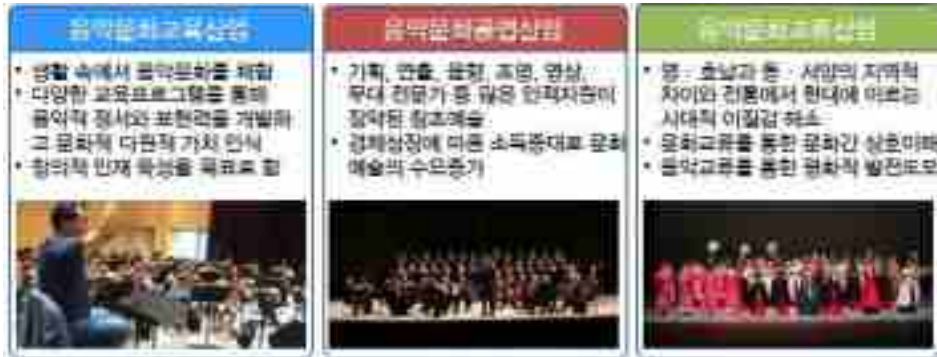 음악문화교육산업
• 생활 속에서 음악문화를 체험
• 다양한 교육프로그램을 통해
음악적 정서와 표현력을 개발하
고 문화적 다원적 가치 인식
• 창의적 인재 육성을 목표로 함
음악문화공연산업
• 기획, 연출, 음향, 조명, 영상,
무대 전문가 등 많은 인적자원이
집약된 창조예술
• 경제성장에 따른 소득증대로 문화
예술의 수요증가
음악문화교류산업
• 영·호남과 동·서양의 지역적
차이와 전통에서 현대에 이르는
시대적 이질감 해소
• 문화교류를 통한 문화간 상호이해
• 음악교류를 통한 평화적 발전도모